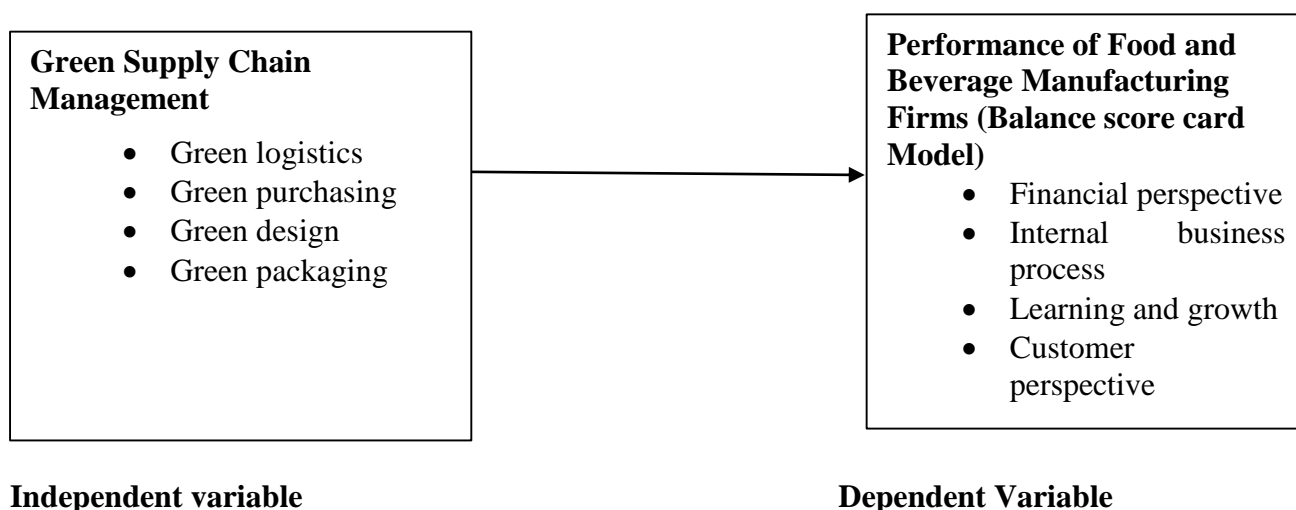 Green Supply Chain
Management
• Green logistics
• Green purchasing
• Green design
• Green packaging
Performance of Food and
Beverage Manufacturing
Firms (Balance score card
Model)
• Financial perspective
• Internal business
process
• Learning and growth
• Customer
perspective
Independent variable
Dependent Variable